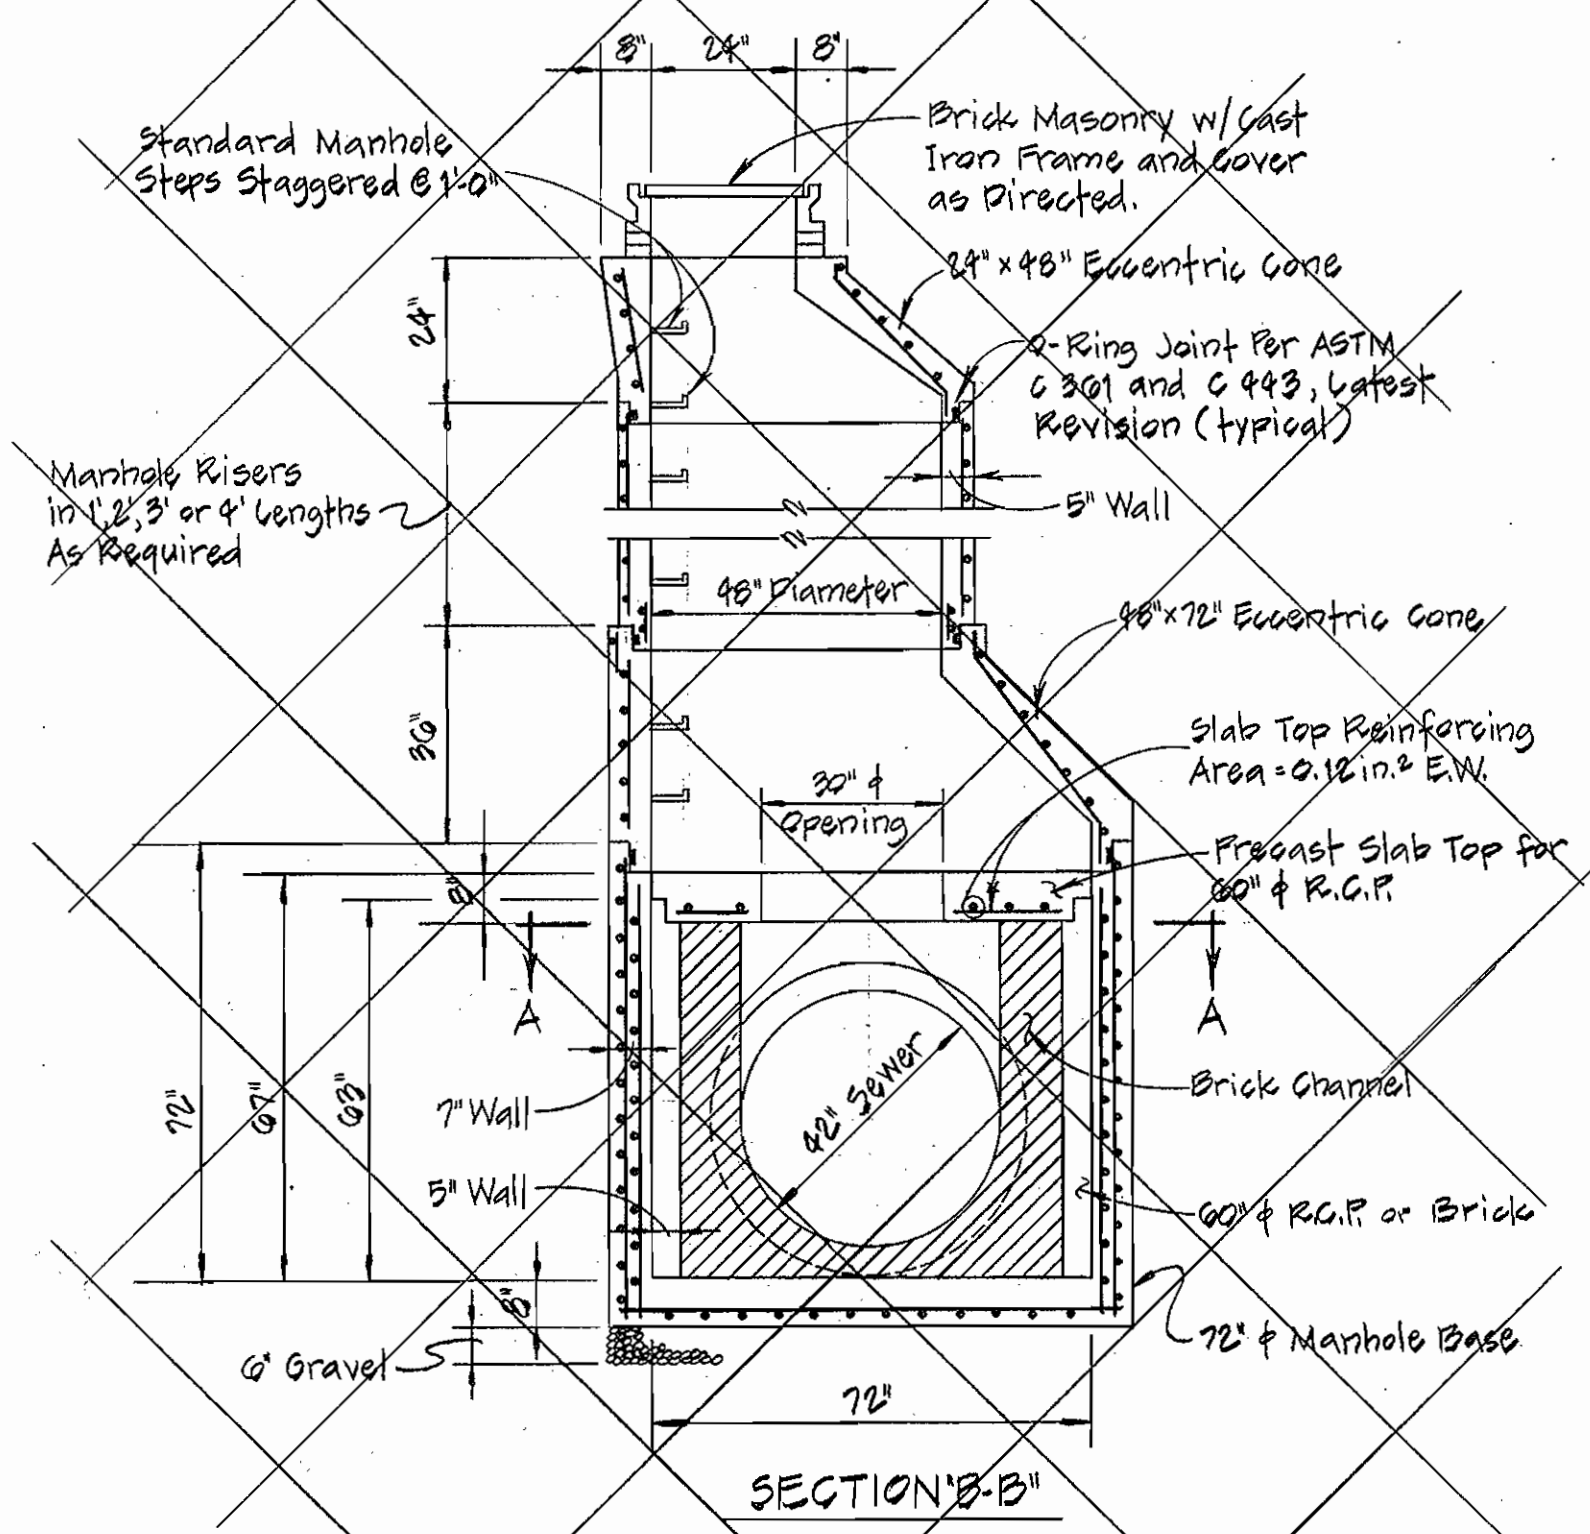 8" 24" 8"
Standard Manhole
Steps Staggered @ 1'-0"
Brick Masonry w/ Cast
Iron Frame and Cover
as Directed.
24" x 48" Eccentric Cone
24"
O-Ring Joint Per ASTM
C 361 and C 443, Latest
Revision (typical)
Manhole Risers
in 1', 2', 3' or 4' Lengths
As Required
5" Wall
48" Diameter
48" x 72" Eccentric Cone
36"
Slab Top Reinforcing
Area = 0.12 in.² E.W.
30" ϕ
Opening
Precast Slab Top for
60" ϕ R.C.P.
8"
A A
72" 67" 63"
42" Sewer
Brick Channel
7" Wall
5" Wall
60" ϕ R.C.P. or Brick
8"
6" Gravel
72" ϕ Manhole Base
72"
SECTION "B-B"